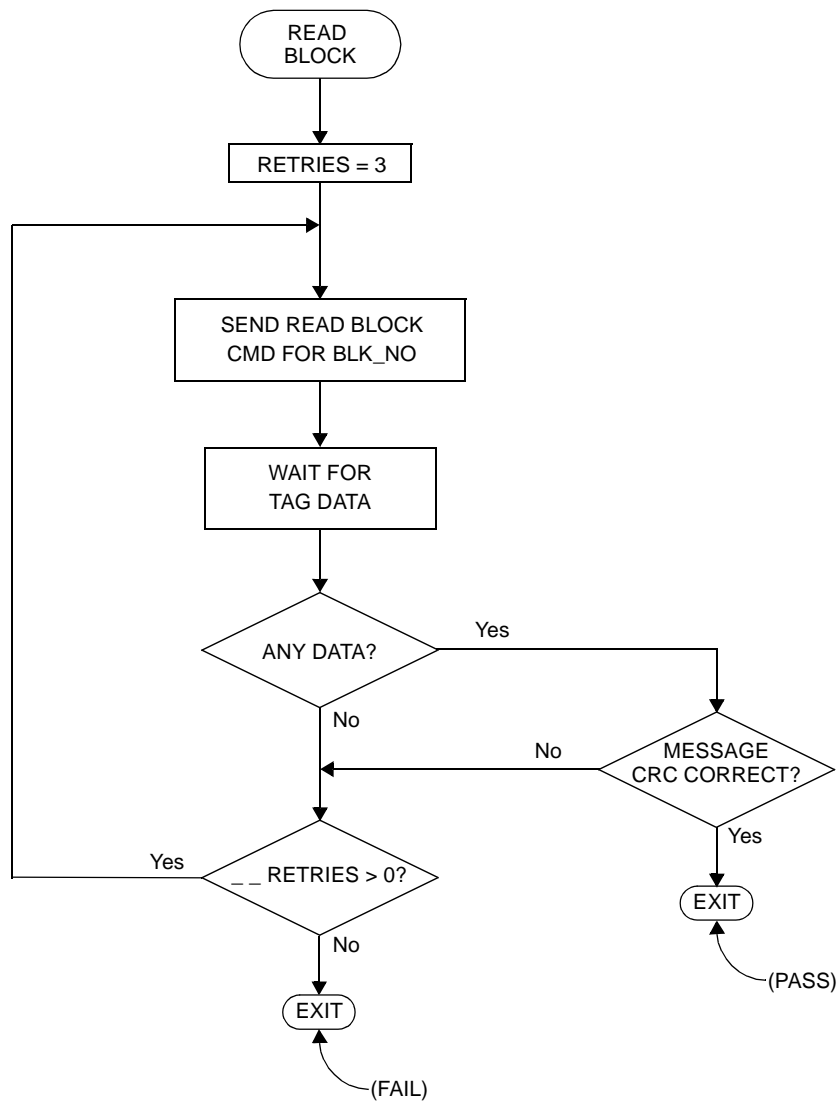 READ
BLOCK
RETRIES = 3
SEND READ BLOCK
CMD FOR BLK_NO
WAIT FOR
TAG DATA
ANY DATA?
Yes
No
MESSAGE
CRC CORRECT?
No
Yes
_ _ RETRIES > 0?
Yes
No
EXIT
(PASS)
EXIT
(FAIL)